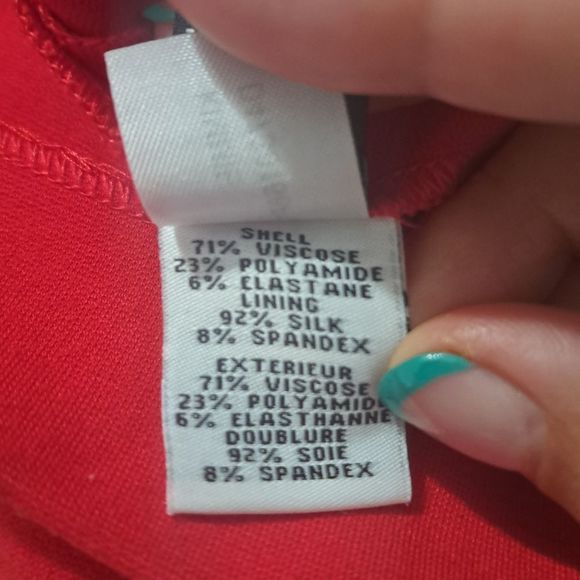 SHELL
71% VISCOSE
23% POLYAMIDE
6% ELASTANE
LINING
92% SILK
8% SPANDEX
EXTERIEUR
71% VISCOSE
23% POLYAMIDE
6% ELASTHANNE
DOUBLURE
92% SOIE
8% SPANDEX